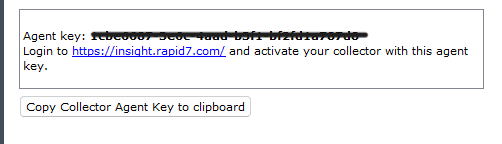 Agent key:
Login to https://insight.rapid7.com/ and activate your collector with this agent
key.
Copy Collector Agent Key to clipboard